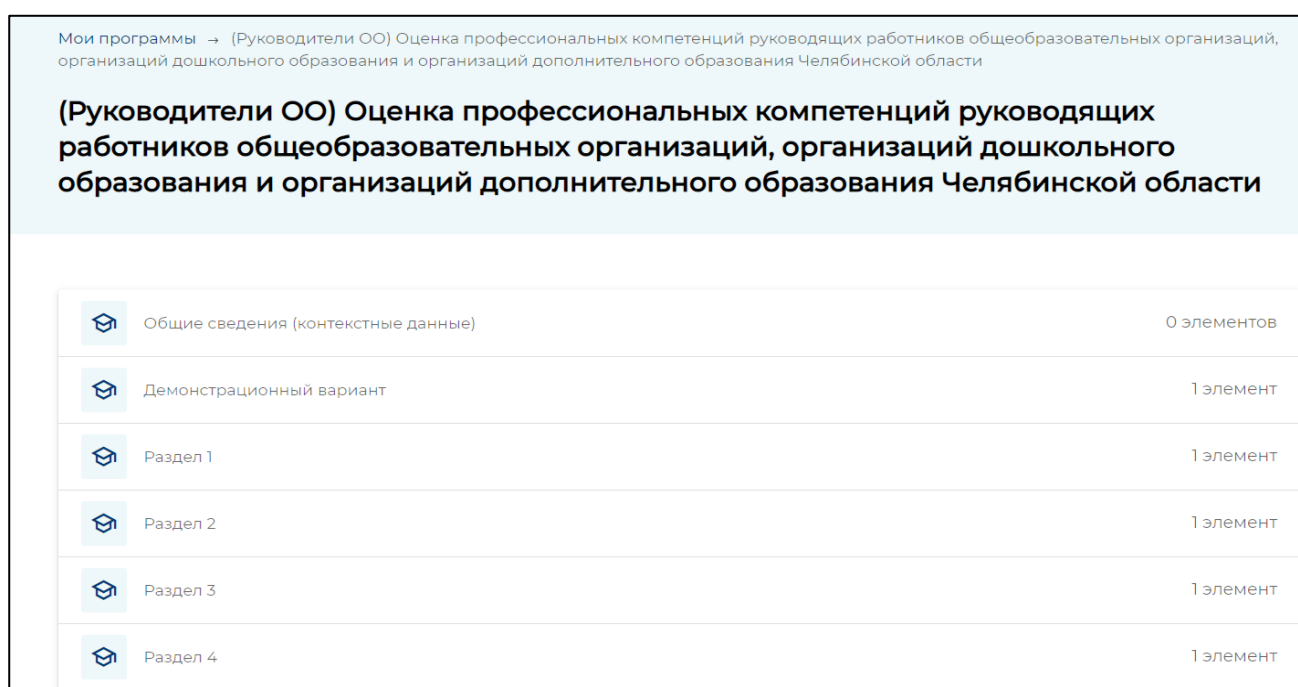 Мои программы → (Руководители ОО) Оценка профессиональных компетенций руководящих работников общеобразовательных организаций,
организаций дошкольного образования и организаций дополнительного образования Челябинской области
(Руководители ОО) Оценка профессиональных компетенций руководящих
работников общеобразовательных организаций, организаций дошкольного
образования и организаций дополнительного образования Челябинской области
Общие сведения (контекстные данные) 0 элементов
Демонстрационный вариант 1 элемент
Раздел 1 1 элемент
Раздел 2 1 элемент
Раздел 3 1 элемент
Раздел 4 1 элемент